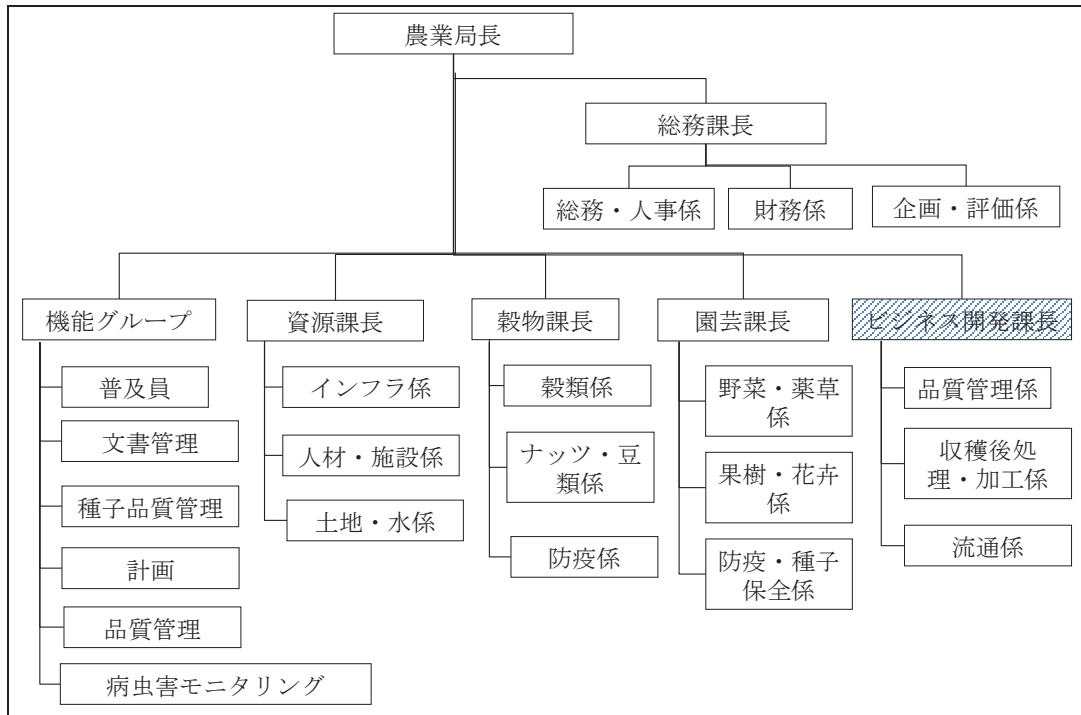 農業局長
総務課長
総務・人事係
財務係
企画・評価係
機能グループ
資源課長
穀物課長
園芸課長
ビジネス開発課長
普及員
文書管理
種子品質管理
計画
品質管理
病虫害モニタリング
インフラ係
人材・施設係
土地・水係
穀類係
ナッツ・豆
類係
防疫係
野菜・薬草
係
果樹・花卉
係
防疫・種子
保全係
品質管理係
収穫後処
理・加工係
流通係